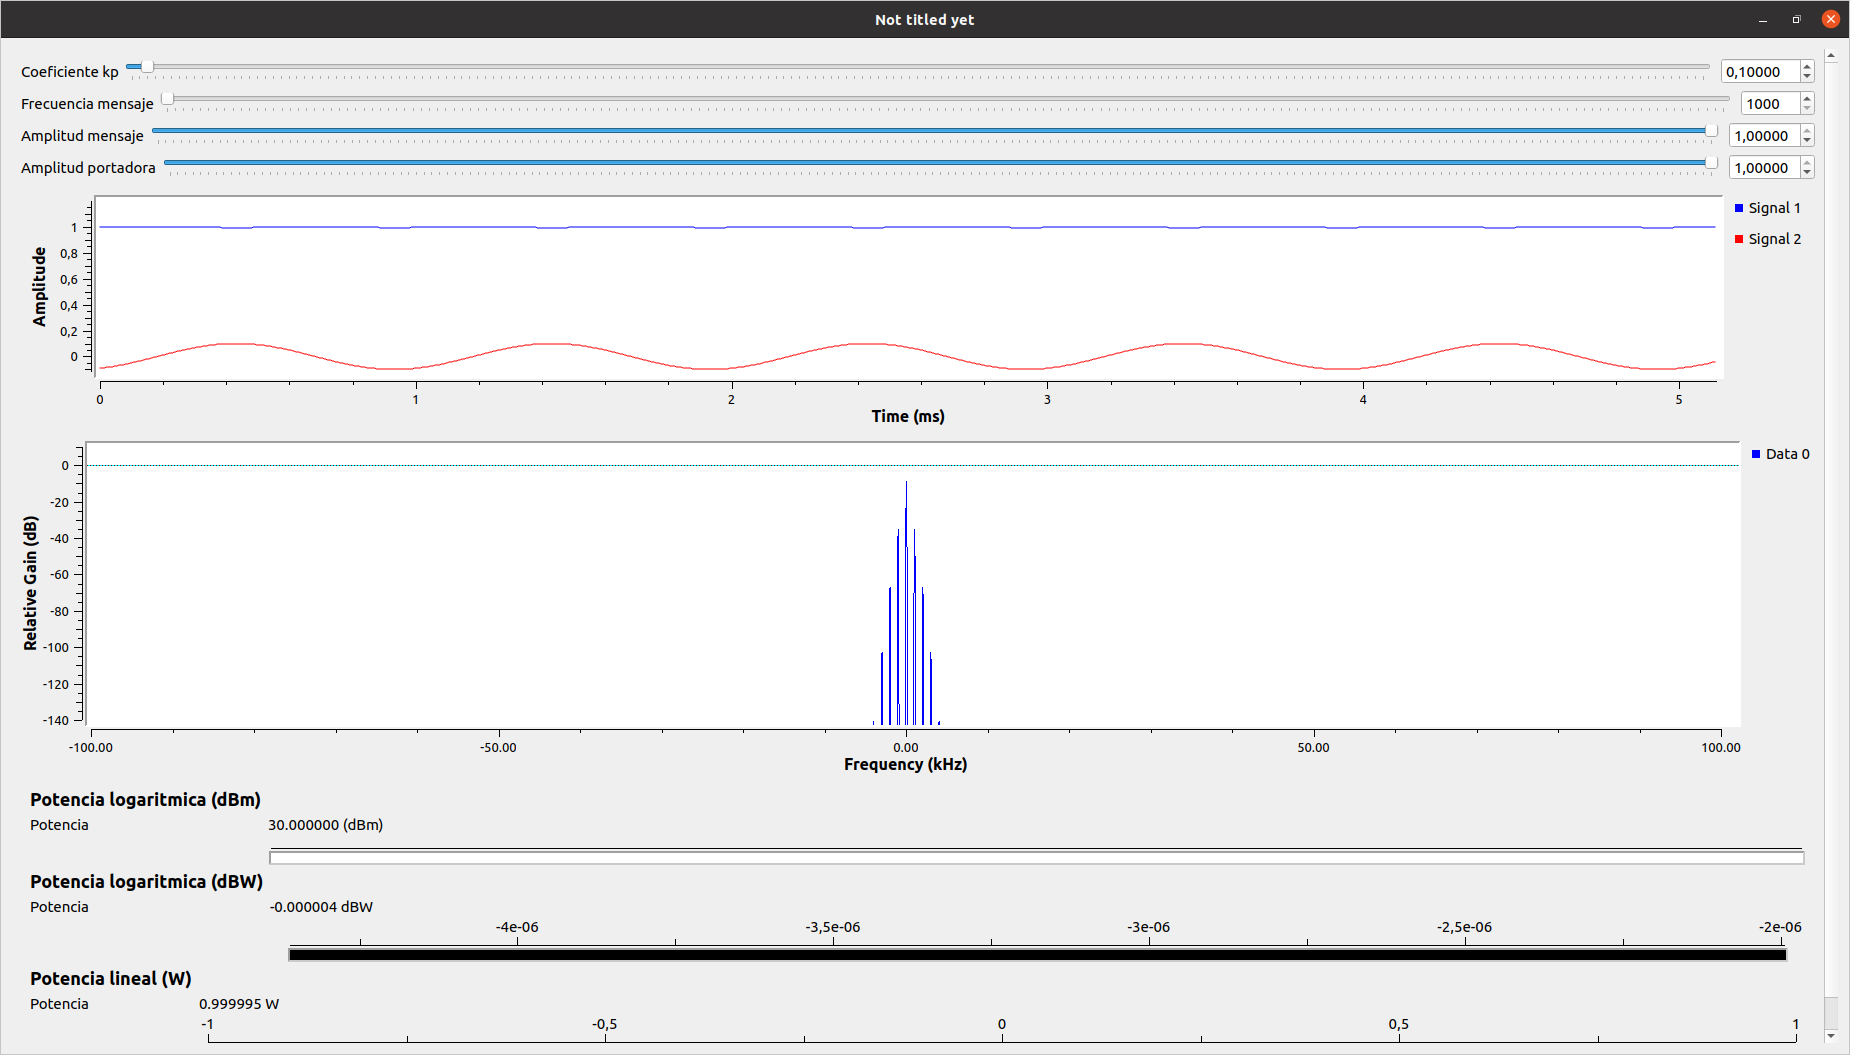 Not titled yet
Coeficiente kp 0,10000
Frecuencia mensaje 1000
Amplitud mensaje 1,00000
Amplitud portadora 1,00000
Amplitude
1
0,8
0,6
0,4
0,2
0
0 1 2 3 4 5
Time (ms)
Signal 1
Signal 2
Relative Gain (dB)
0
-20
-40
-60
-80
-100
-120
-140
-100.00 -50.00 0.00 50.00 100.00
Frequency (kHz)
Data 0
Potencia logaritmica (dBm)
Potencia 30.000000 (dBm)
Potencia logaritmica (dBW)
Potencia -0.000004 dBW
-4e-06 -3,5e-06 -3e-06 -2,5e-06 -2e-06
Potencia lineal (W)
Potencia 0.999995 W
-1 -0,5 0 0,5 1